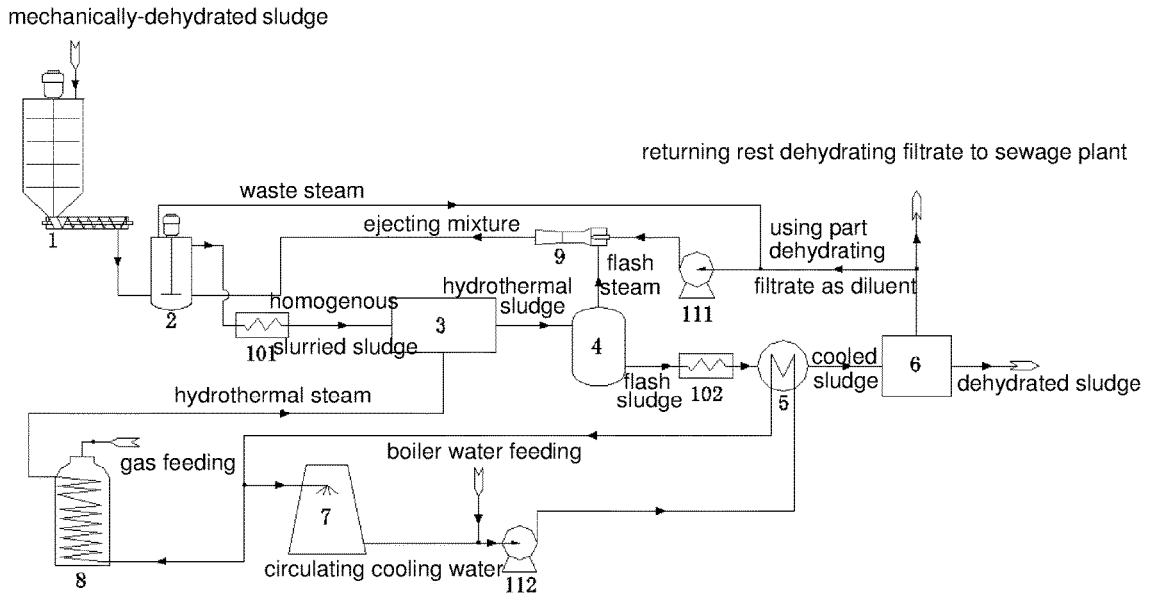 mechanically-dehydrated sludge
returning rest dehydrating filtrate to sewage plant
waste steam
ejecting mixture
using part
dehydrating
filtrate as diluent
1
9
flash
steam
111
2
homogenous
slurried sludge
101
3
hydrothermal
sludge
4
flash
sludge
102
5
cooled
sludge
6
dehydrated sludge
hydrothermal steam
gas feeding
boiler water feeding
7
8
circulating cooling water
112